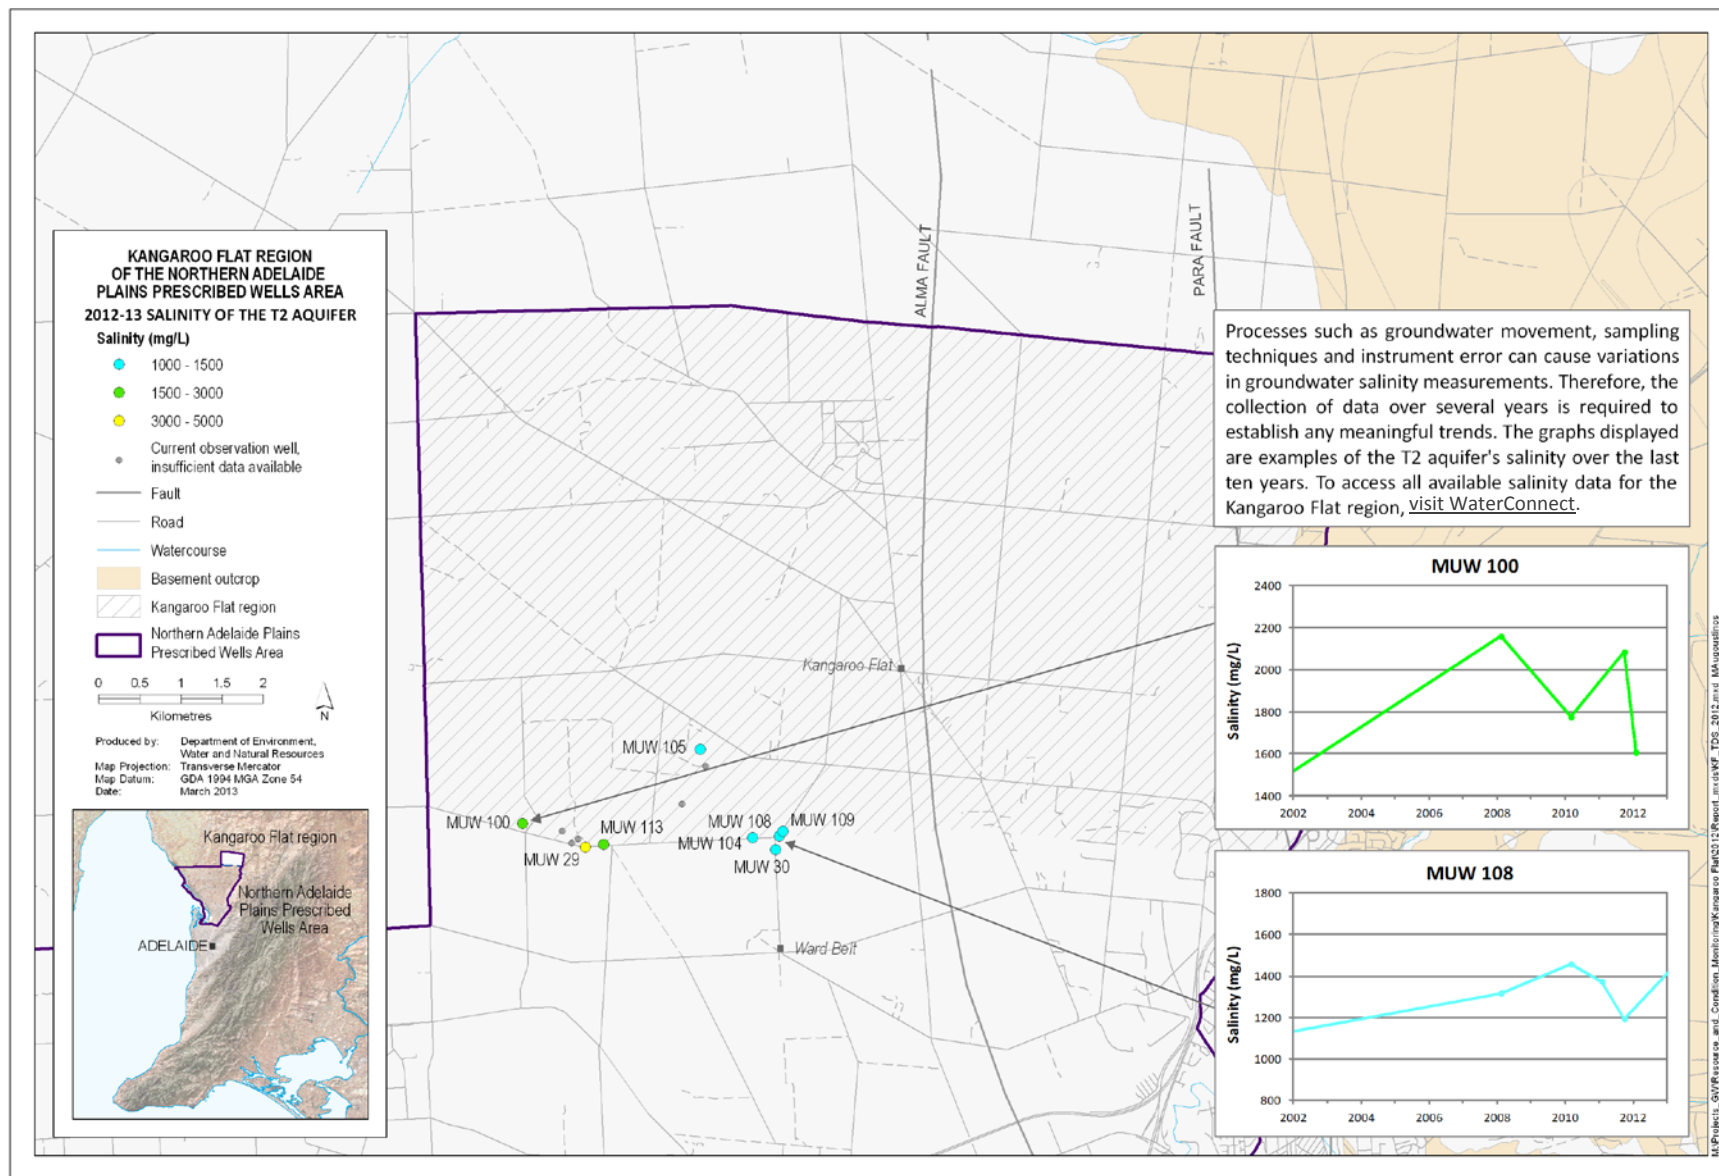 KANGAROO FLAT REGION
OF THE NORTHERN ADELAIDE
PLAINS PRESCRIBED WELLS AREA
2012-13 SALINITY OF THE T2 AQUIFER
Salinity (mg/L)
1000 - 1500
1500 - 3000
3000 - 5000
Current observation well,
insufficient data available
Fault
Road
Watercourse
Basement outcrop
Kangaroo Flat region
Northern Adelaide Plains
Prescribed Wells Area
0 0.5 1 1.5 2
Kilometres
N
Produced by: Department of Environment,
Water and Natural Resources
Map Projection: Transverse Mercator
Map Datum: GDA 1994 MGA Zone 54
Date: March 2013
Kangaroo Flat region
Northern Adelaide
Plains Prescribed
Wells Area
ADELAIDE
ALMA FAULT
PARA FAULT
Kangaroo Flat
MUW 105
MUW 100
MUW 113
MUW 29
MUW 108
MUW 109
MUW 104
MUW 30
Ward Belt
Processes such as groundwater movement, sampling
techniques and instrument error can cause variations
in groundwater salinity measurements. Therefore, the
collection of data over several years is required to
establish any meaningful trends. The graphs displayed
are examples of the T2 aquifer's salinity over the last
ten years. To access all available salinity data for the
Kangaroo Flat region, visit WaterConnect.
MUW 100
Salinity (mg/L)
2400
2200
2000
1800
1600
1400
2002 2004 2006 2008 2010 2012
MUW 108
Salinity (mg/L)
1800
1600
1400
1200
1000
800
2002 2004 2006 2008 2010 2012
M:\Projects_GW\Resource_and_Condition_Monitoring\Kangaroo Flat\2012\Report_mxds\KF_TDS_2012.mxd MAugoustinos